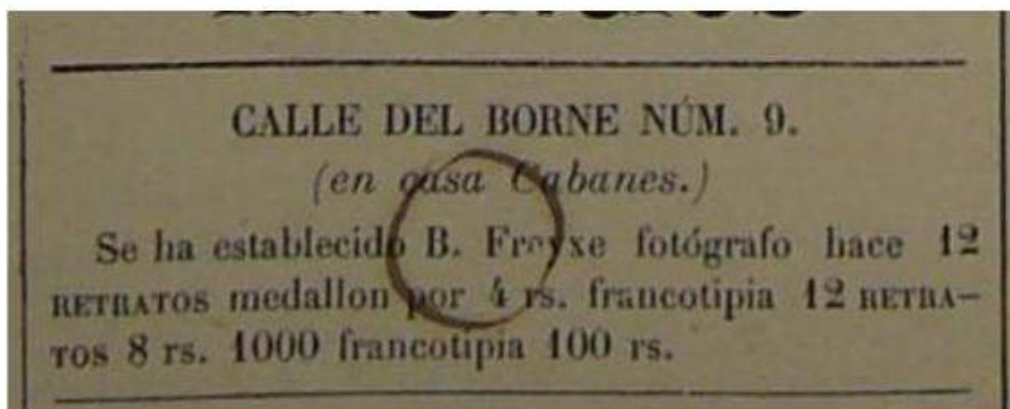 CALLE DEL BORNE NÚM. 9.
(en casa Cabanes.)
Se ha establecido B. Freyxe fotógrafo hace 12
RETRATOS medallon por 4 rs. francotipia 12 RETRA-
TOS 8 rs. 1000 francotipia 100 rs.